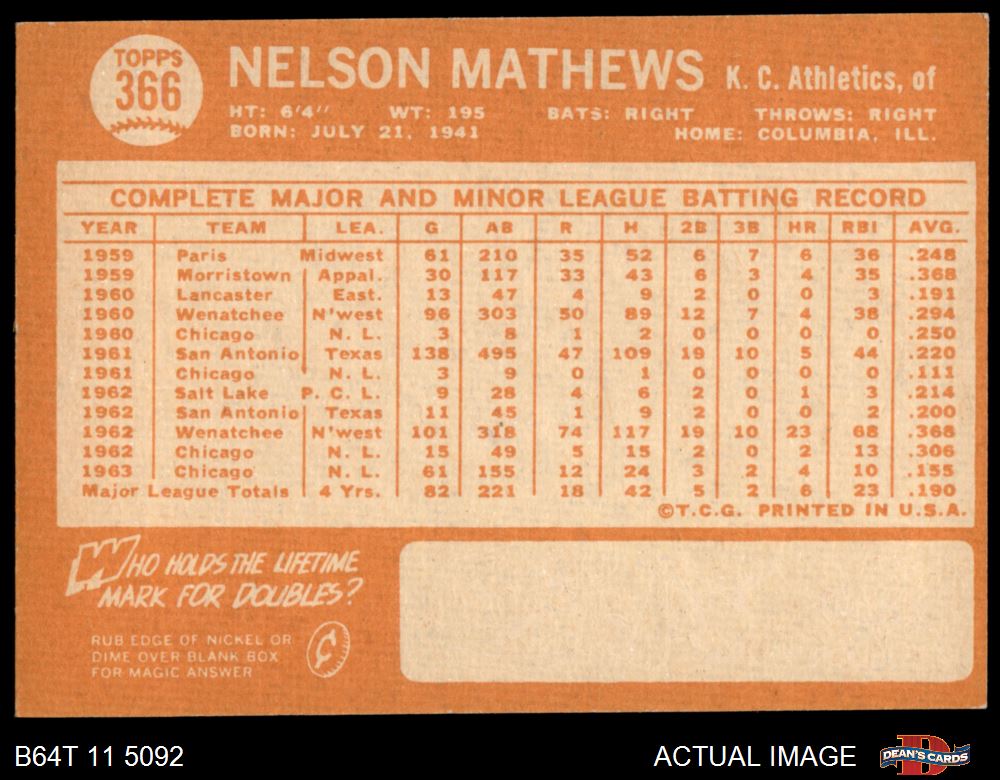 TOPPS
366
NELSON MATHEWS K. C. Athletics, of
HT: 6'4" WT: 195 BATS: RIGHT THROWS: RIGHT
BORN: JULY 21, 1941 HOME: COLUMBIA, ILL.
COMPLETE MAJOR AND MINOR LEAGUE BATTING RECORD
YEAR TEAM LEA. G AB R H 2B 3B HR RBI AVG.
1959 Paris Midwest 61 210 35 52 6 7 6 36 .248
1959 Morristown Appal. 30 117 33 43 6 3 4 35 .368
1960 Lancaster East. 13 47 4 9 2 0 0 3 .191
1960 Wenatchee N'west 96 303 50 89 12 7 4 38 .294
1960 Chicago N. L. 3 8 1 2 0 0 0 0 .250
1961 San Antonio Texas 138 495 47 109 19 10 5 44 .220
1961 Chicago N. L. 3 9 0 1 0 0 0 0 .111
1962 Salt Lake P. C. L. 9 28 4 6 2 0 1 3 .214
1962 San Antonio Texas 11 45 1 9 2 0 0 2 .200
1962 Wenatchee N'west 101 318 74 117 19 10 23 68 .368
1962 Chicago N. L. 15 49 5 15 2 0 2 13 .306
1963 Chicago N. L. 61 155 12 24 3 2 4 10 .155
Major League Totals 4 Yrs. 82 221 18 42 5 2 6 23 .190
©T.C.G. PRINTED IN U.S.A.
WHO HOLDS THE LIFETIME
MARK FOR DOUBLES?
RUB EDGE OF NICKEL OR
DIME OVER BLANK BOX
FOR MAGIC ANSWER
¢
B64T 11 5092 ACTUAL IMAGE D DEAN'S CARDS